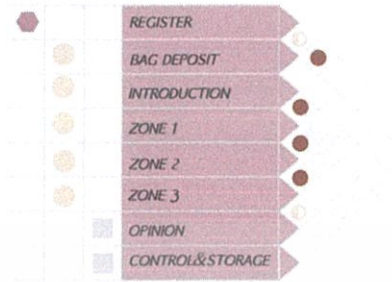 REGISTER
BAG DEPOSIT
INTRODUCTION
ZONE 1
ZONE 2
ZONE 3
OPINION
CONTROL&STORAGE